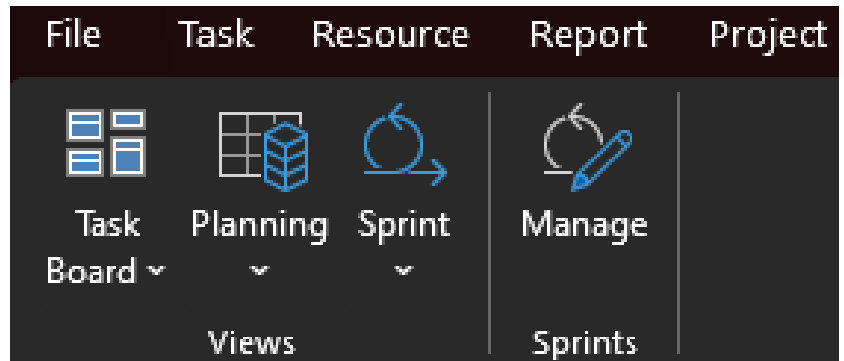 File Task Resource Report Project
Task Planning Sprint Manage
Board
Views Sprints